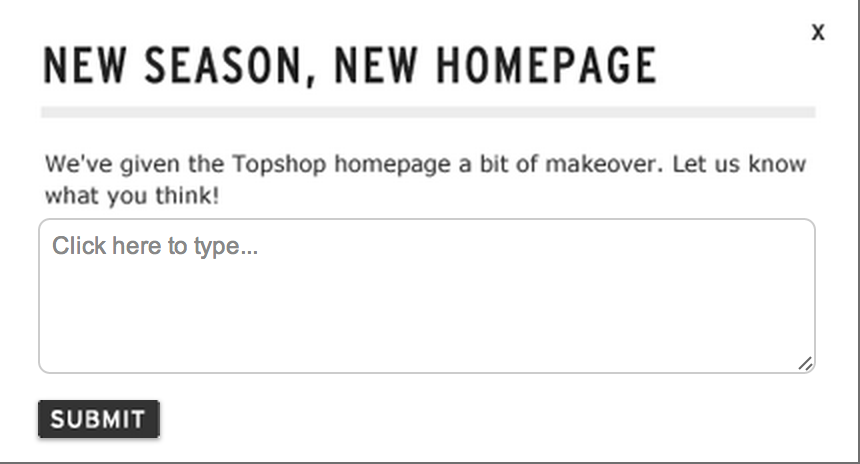 X
NEW SEASON, NEW HOMEPAGE
We've given the Topshop homepage a bit of makeover. Let us know
what you think!
Click here to type...
SUBMIT